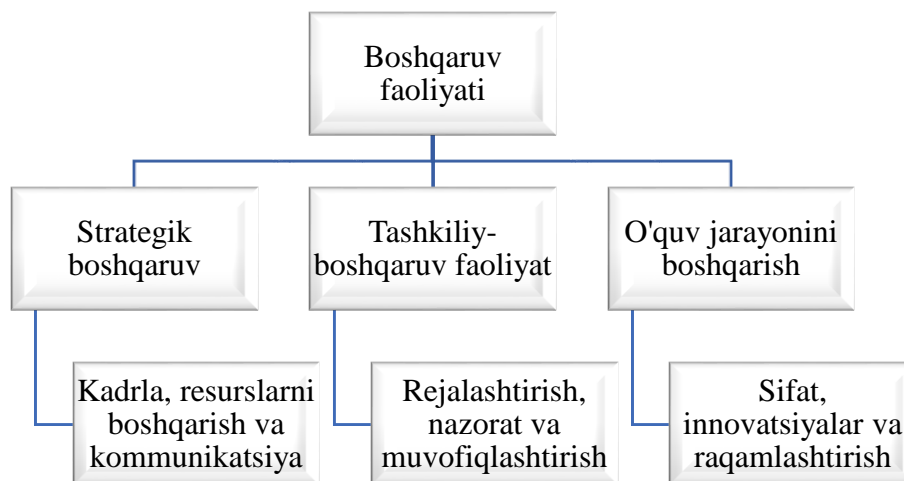 Boshqaruv
faoliyati
Strategik
boshqaruv
Tashkiliy-
boshqaruv faoliyat
O'quv jarayonini
boshqarish
Kadrla, resurslarni
boshqarish va
kommunikatsiya
Rejalashtirish,
nazorat va
muvofiqlashtirish
Sifat,
innovatsiyalar va
raqamlashtirish